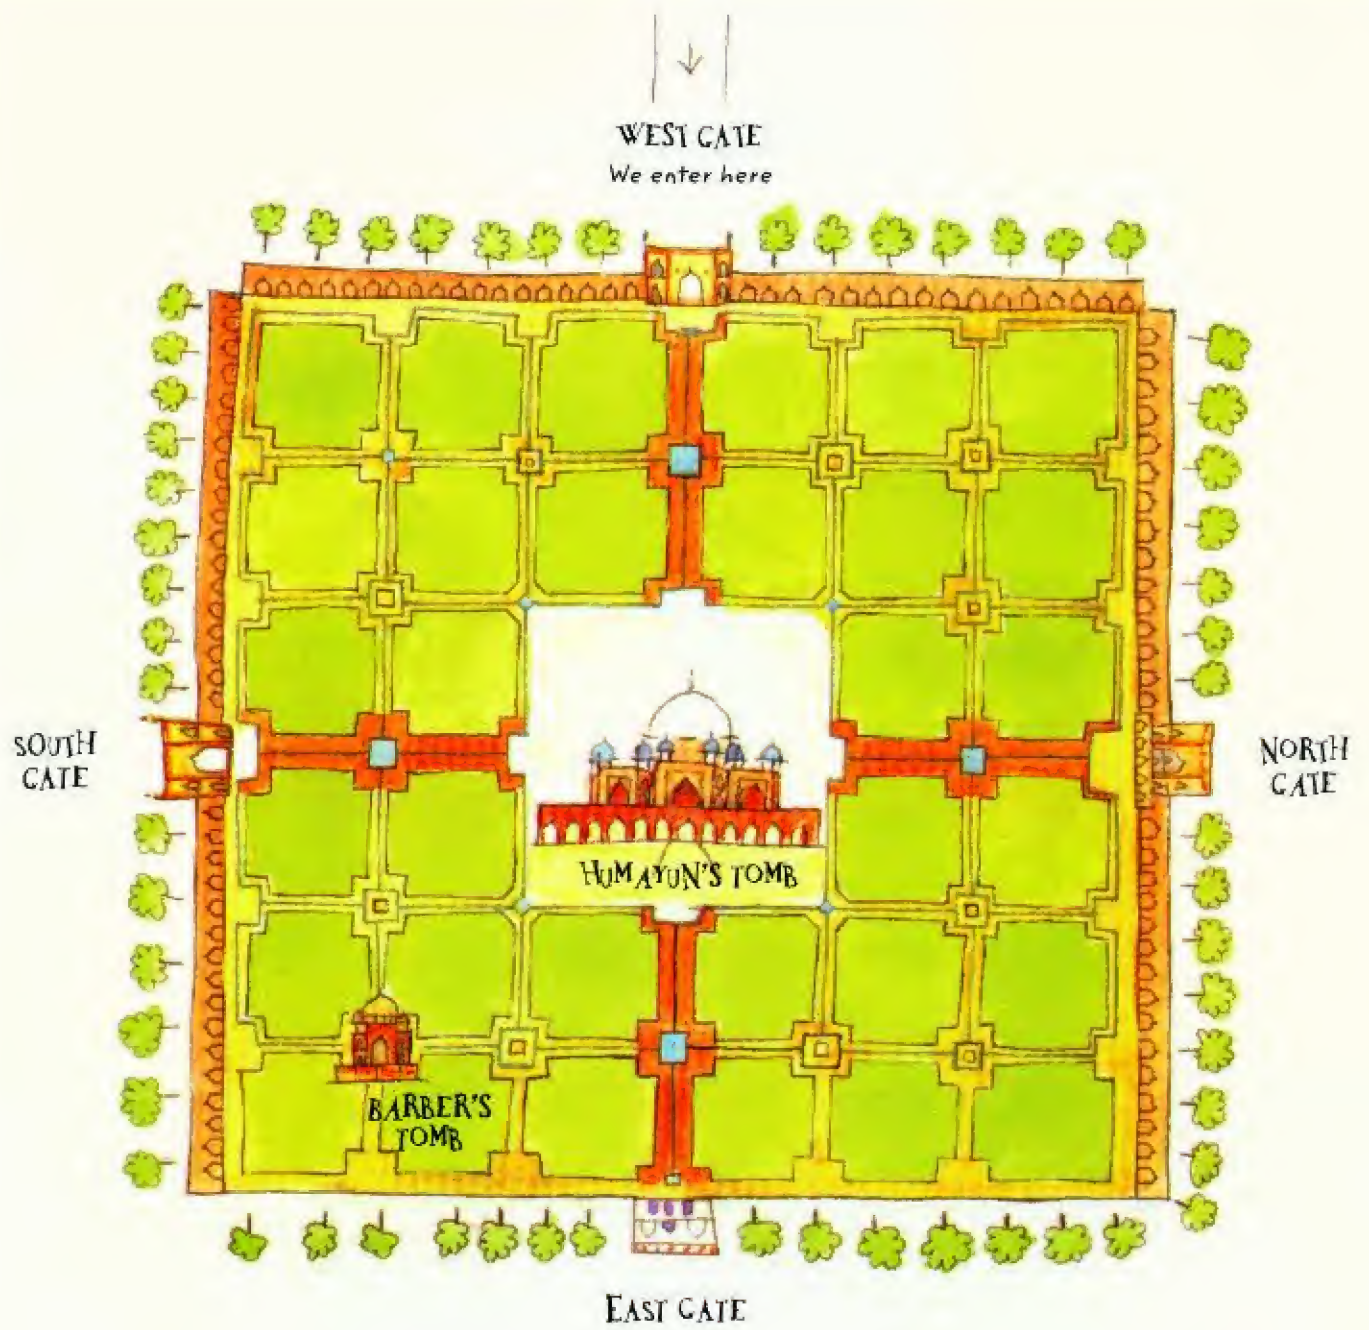 WEST GATE
We enter here
SOUTH
GATE
NORTH
GATE
HUMAYUN'S TOMB
BARBER'S
TOMB
EAST GATE